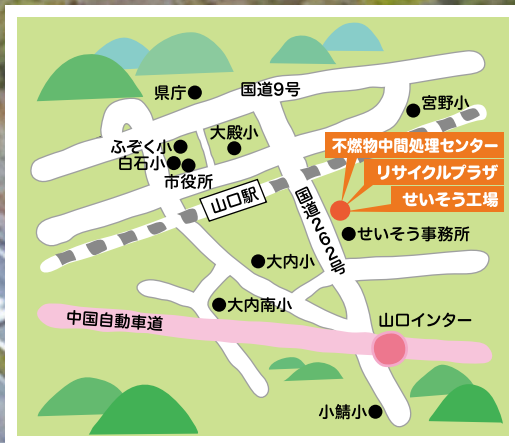 県庁
国道9号
宮野小
ふぞく小
大殿小
白石小
市役所
不燃物中間処理センター
リサイクルプラザ
せいそう工場
山口駅
国道262号
せいそう事務所
大内小
大内南小
中国自動車道
山口インター
小鯖小